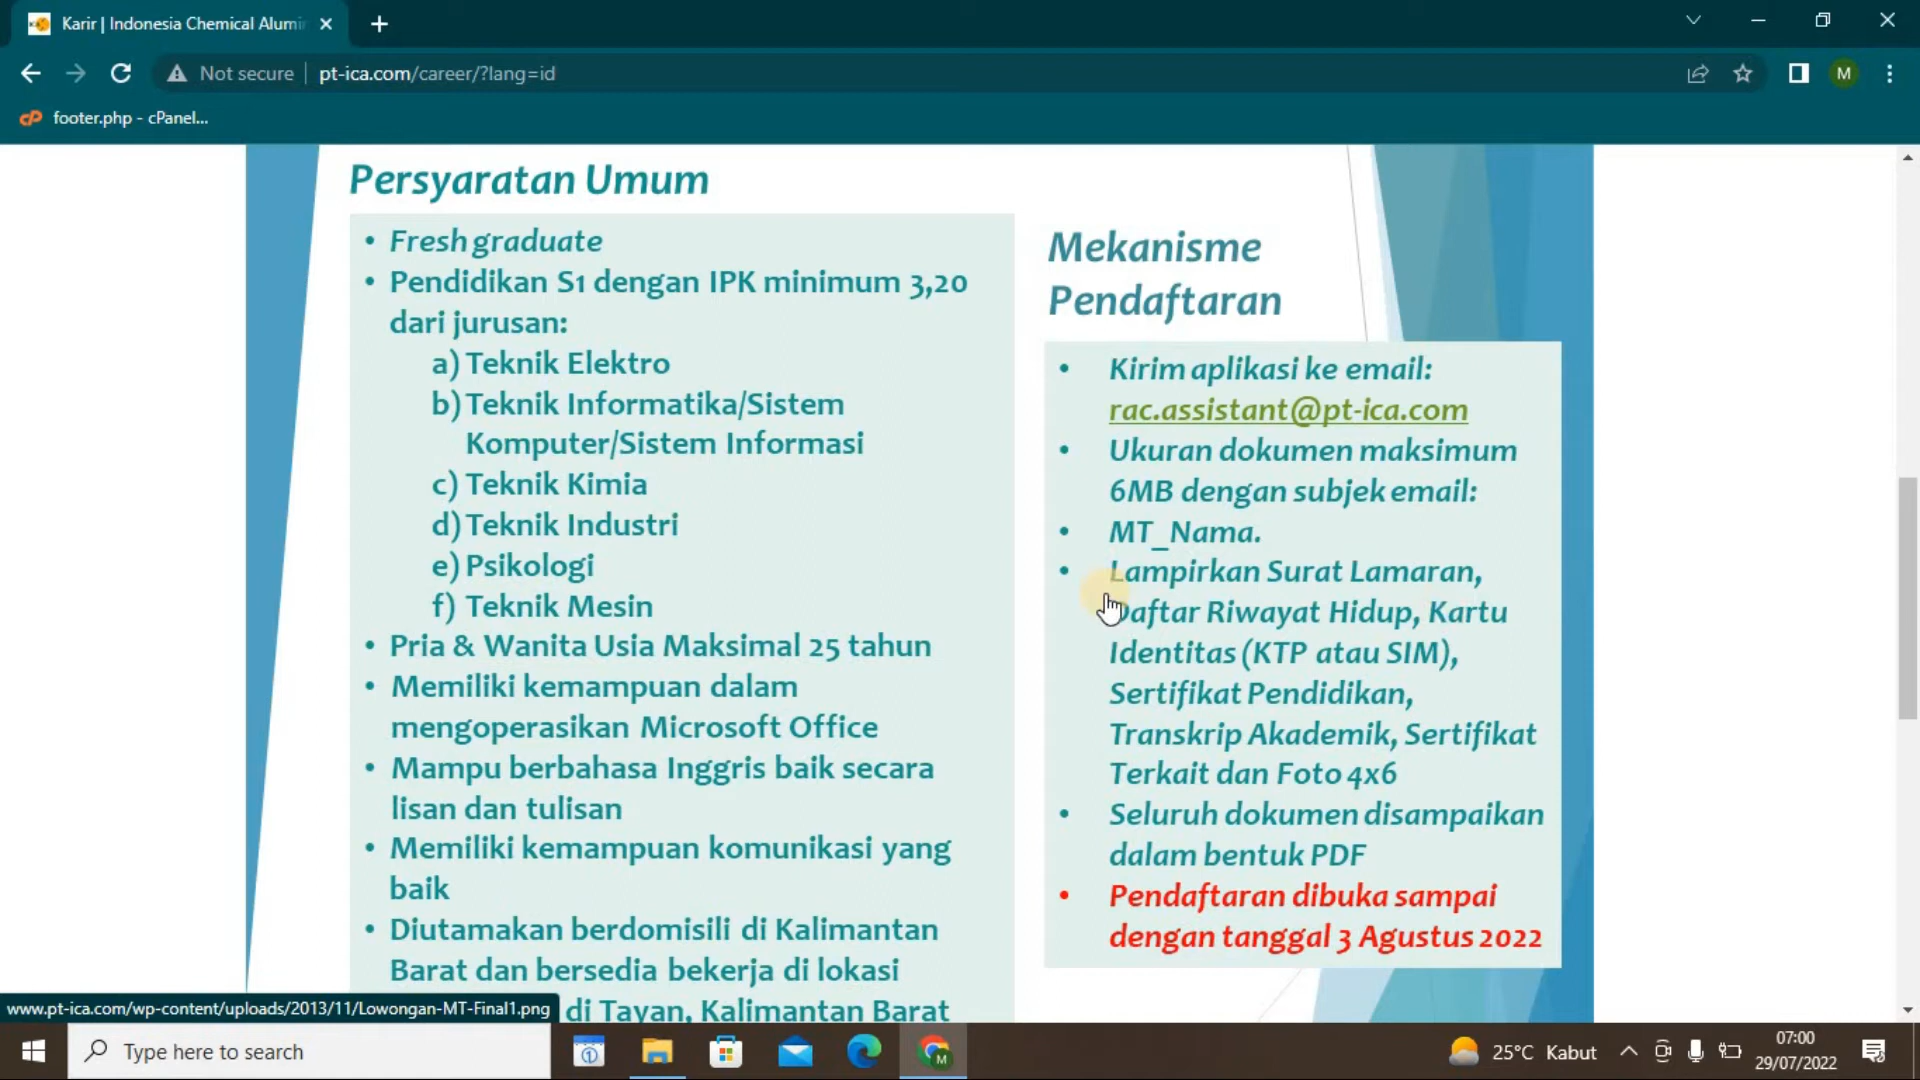 Karir | Indonesia Chemical Alumi
Not secure
pt-ica.com/career/?lang=id
M
footer.php - cPanel...
Persyaratan Umum
• Fresh graduate
• Pendidikan S1 dengan IPK minimum 3,20
dari jurusan:
a) Teknik Elektro
b) Teknik Informatika/Sistem
Komputer/Sistem Informasi
c) Teknik Kimia
d) Teknik Industri
e) Psikologi
f) Teknik Mesin
• Pria & Wanita Usia Maksimal 25 tahun
• Memiliki kemampuan dalam
mengoperasikan Microsoft Office
• Mampu berbahasa Inggris baik secara
lisan dan tulisan
• Memiliki kemampuan komunikasi yang
baik
• Diutamakan berdomisili di Kalimantan
Barat dan bersedia bekerja di lokasi
di Tayan, Kalimantan Barat
Mekanisme
Pendaftaran
• Kirim aplikasi ke email:
rac.assistant@pt-ica.com
• Ukuran dokumen maksimum
6MB dengan subjek email:
• MT_Nama.
• Lampirkan Surat Lamaran,
Daftar Riwayat Hidup, Kartu
Identitas (KTP atau SIM),
Sertifikat Pendidikan,
Transkrip Akademik, Sertifikat
Terkait dan Foto 4x6
• Seluruh dokumen disampaikan
dalam bentuk PDF
• Pendaftaran dibuka sampai
dengan tanggal 3 Agustus 2022
www.pt-ica.com/wp-content/uploads/2013/11/Lowongan-MT-Final1.png
Type here to search
M
25°C Kabut
07:00
29/07/2022